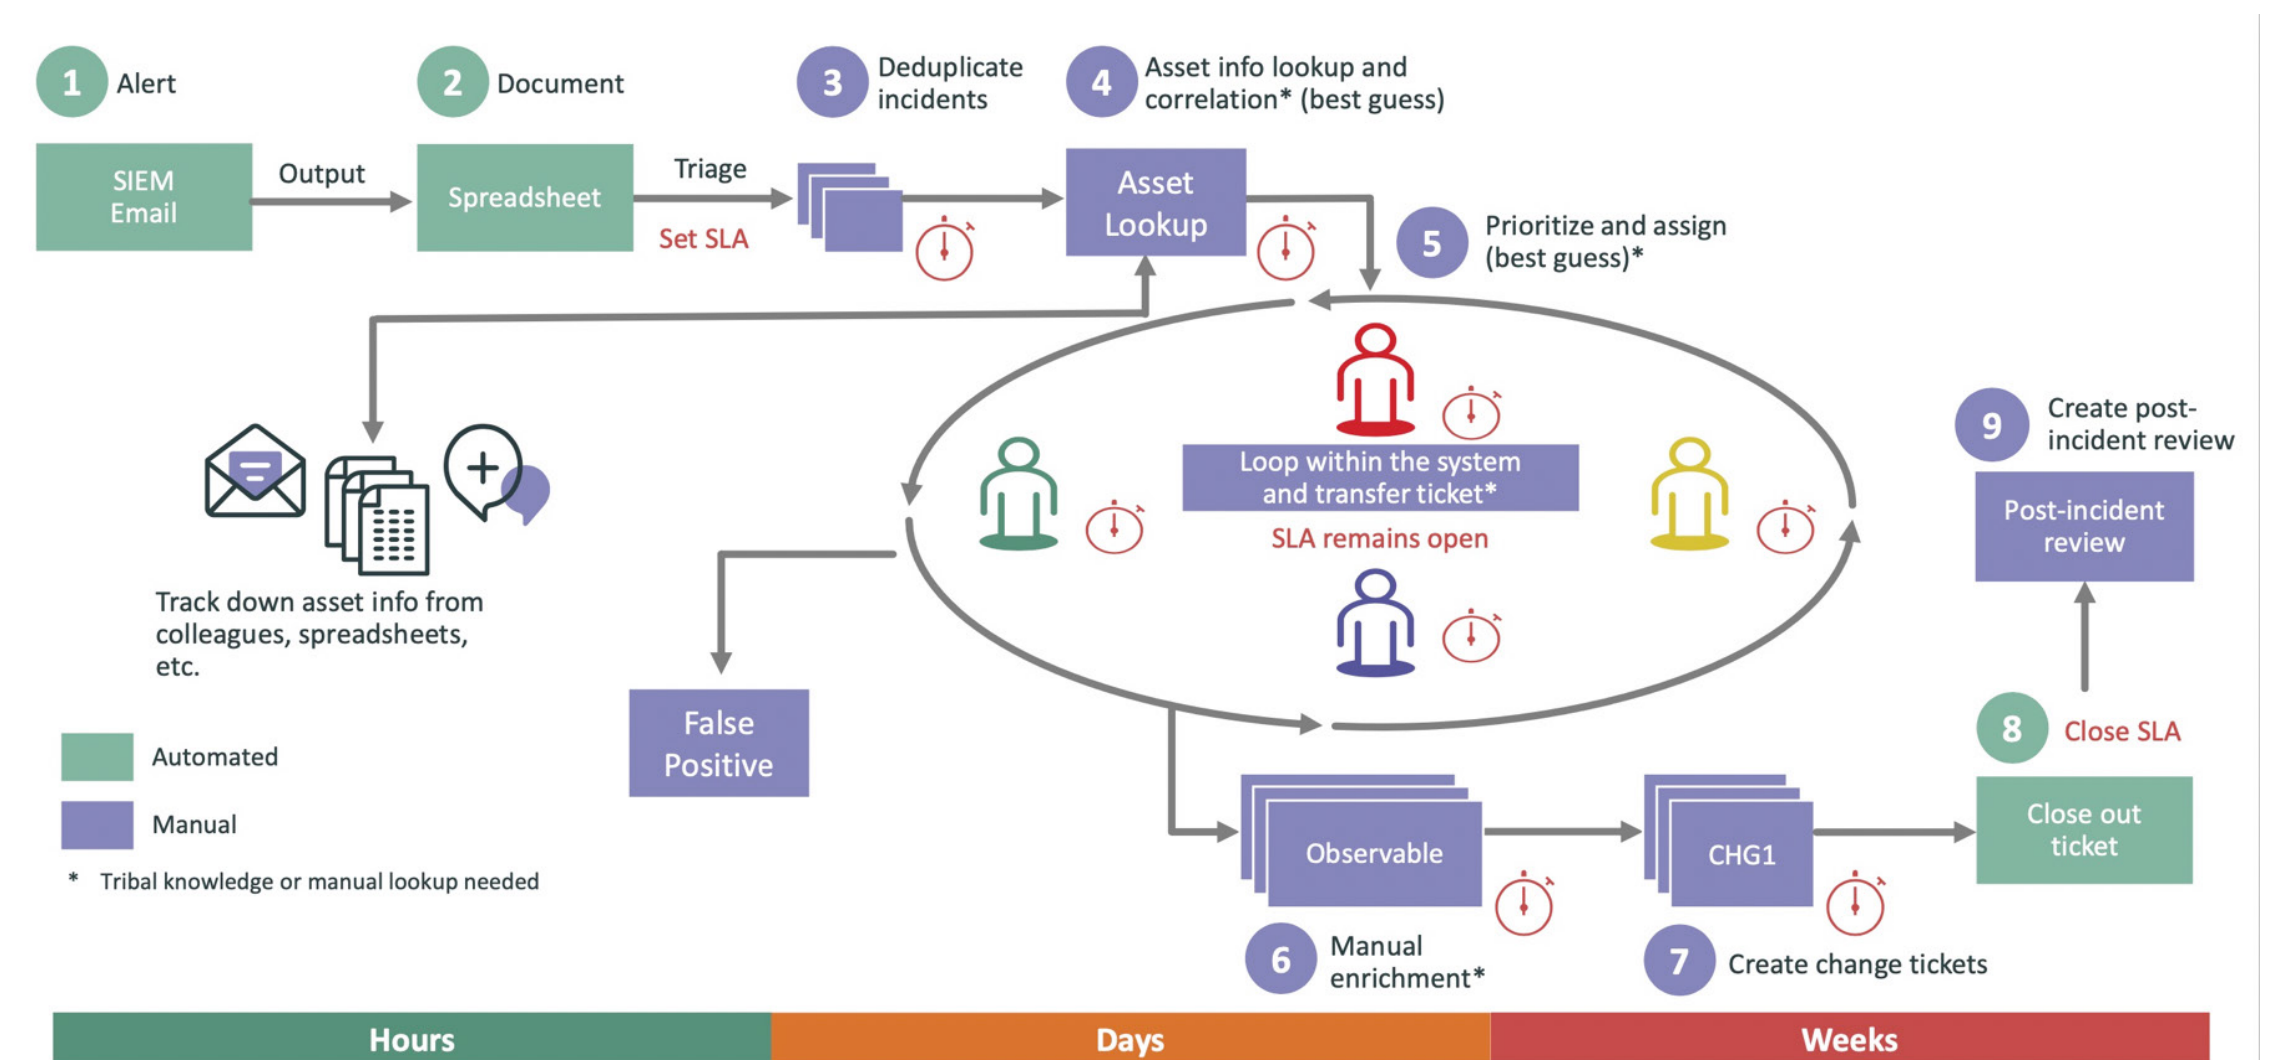 1 Alert
2 Document
3 Deduplicate
incidents
4 Asset info lookup and
correlation* (best guess)
SIEM
Email
Output
Spreadsheet
Triage
Set SLA
Asset
Lookup
5 Prioritize and assign
(best guess)*
Loop within the system
and transfer ticket*
SLA remains open
Track down asset info from
colleagues, spreadsheets,
etc.
False
Positive
Automated
Manual
* Tribal knowledge or manual lookup needed
Observable
6 Manual
enrichment*
CHG1
7 Create change tickets
8 Close SLA
Close out
ticket
9 Create post-
incident review
Post-incident
review
Hours
Days
Weeks